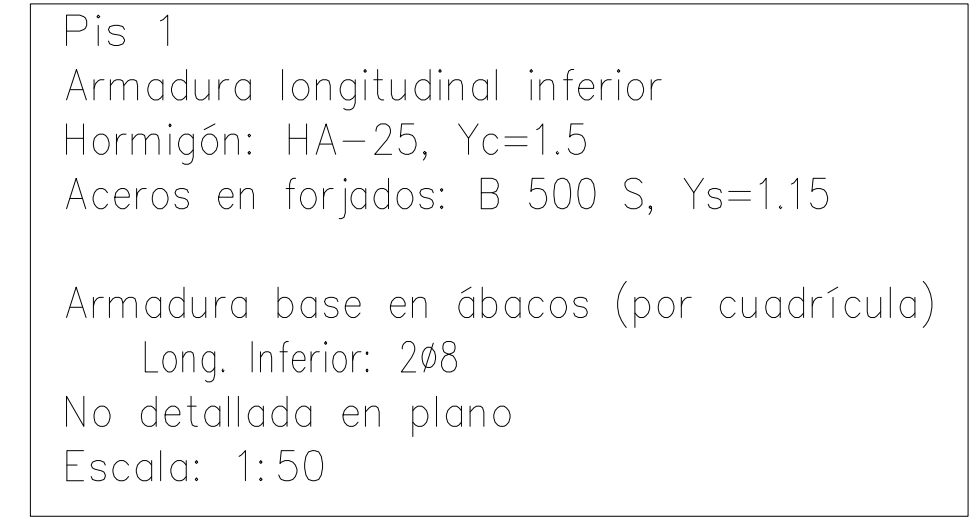 Pis 1
Armadura longitudinal inferior
Hormigón: HA-25, Yc=1.5
Aceros en forjados: B 500 S, Ys=1.15
Armadura base en ábacos (por cuadrícula)
Long. Inferior: 2ø8
No detallada en plano
Escala: 1:50